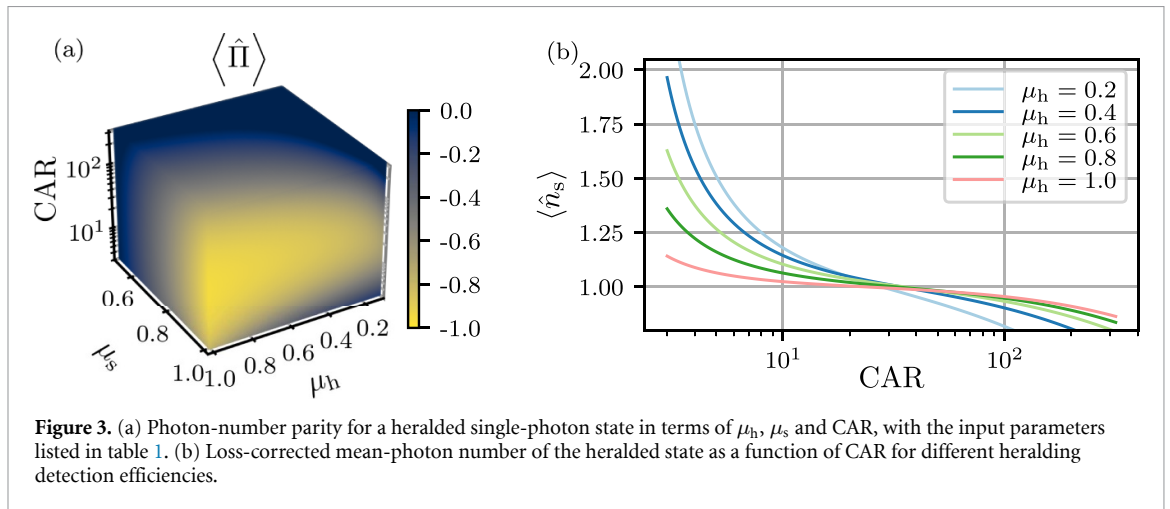 (a)
⟨Π̂⟩
CAR
10²
10¹
0.6
0.8
1.0
μₛ
1.0
0.8
0.6
0.4
0.2
μₕ
0.0
-0.2
-0.4
-0.6
-0.8
-1.0
(b)
2.00
1.75
1.50
1.25
1.00
⟨n̂ₛ⟩
10¹
10²
CAR
μₕ = 0.2
μₕ = 0.4
μₕ = 0.6
μₕ = 0.8
μₕ = 1.0
Figure 3. (a) Photon-number parity for a heralded single-photon state in terms of μₕ, μₛ and CAR, with the input parameters
listed in table 1. (b) Loss-corrected mean-photon number of the heralded state as a function of CAR for different heralding
detection efficiencies.